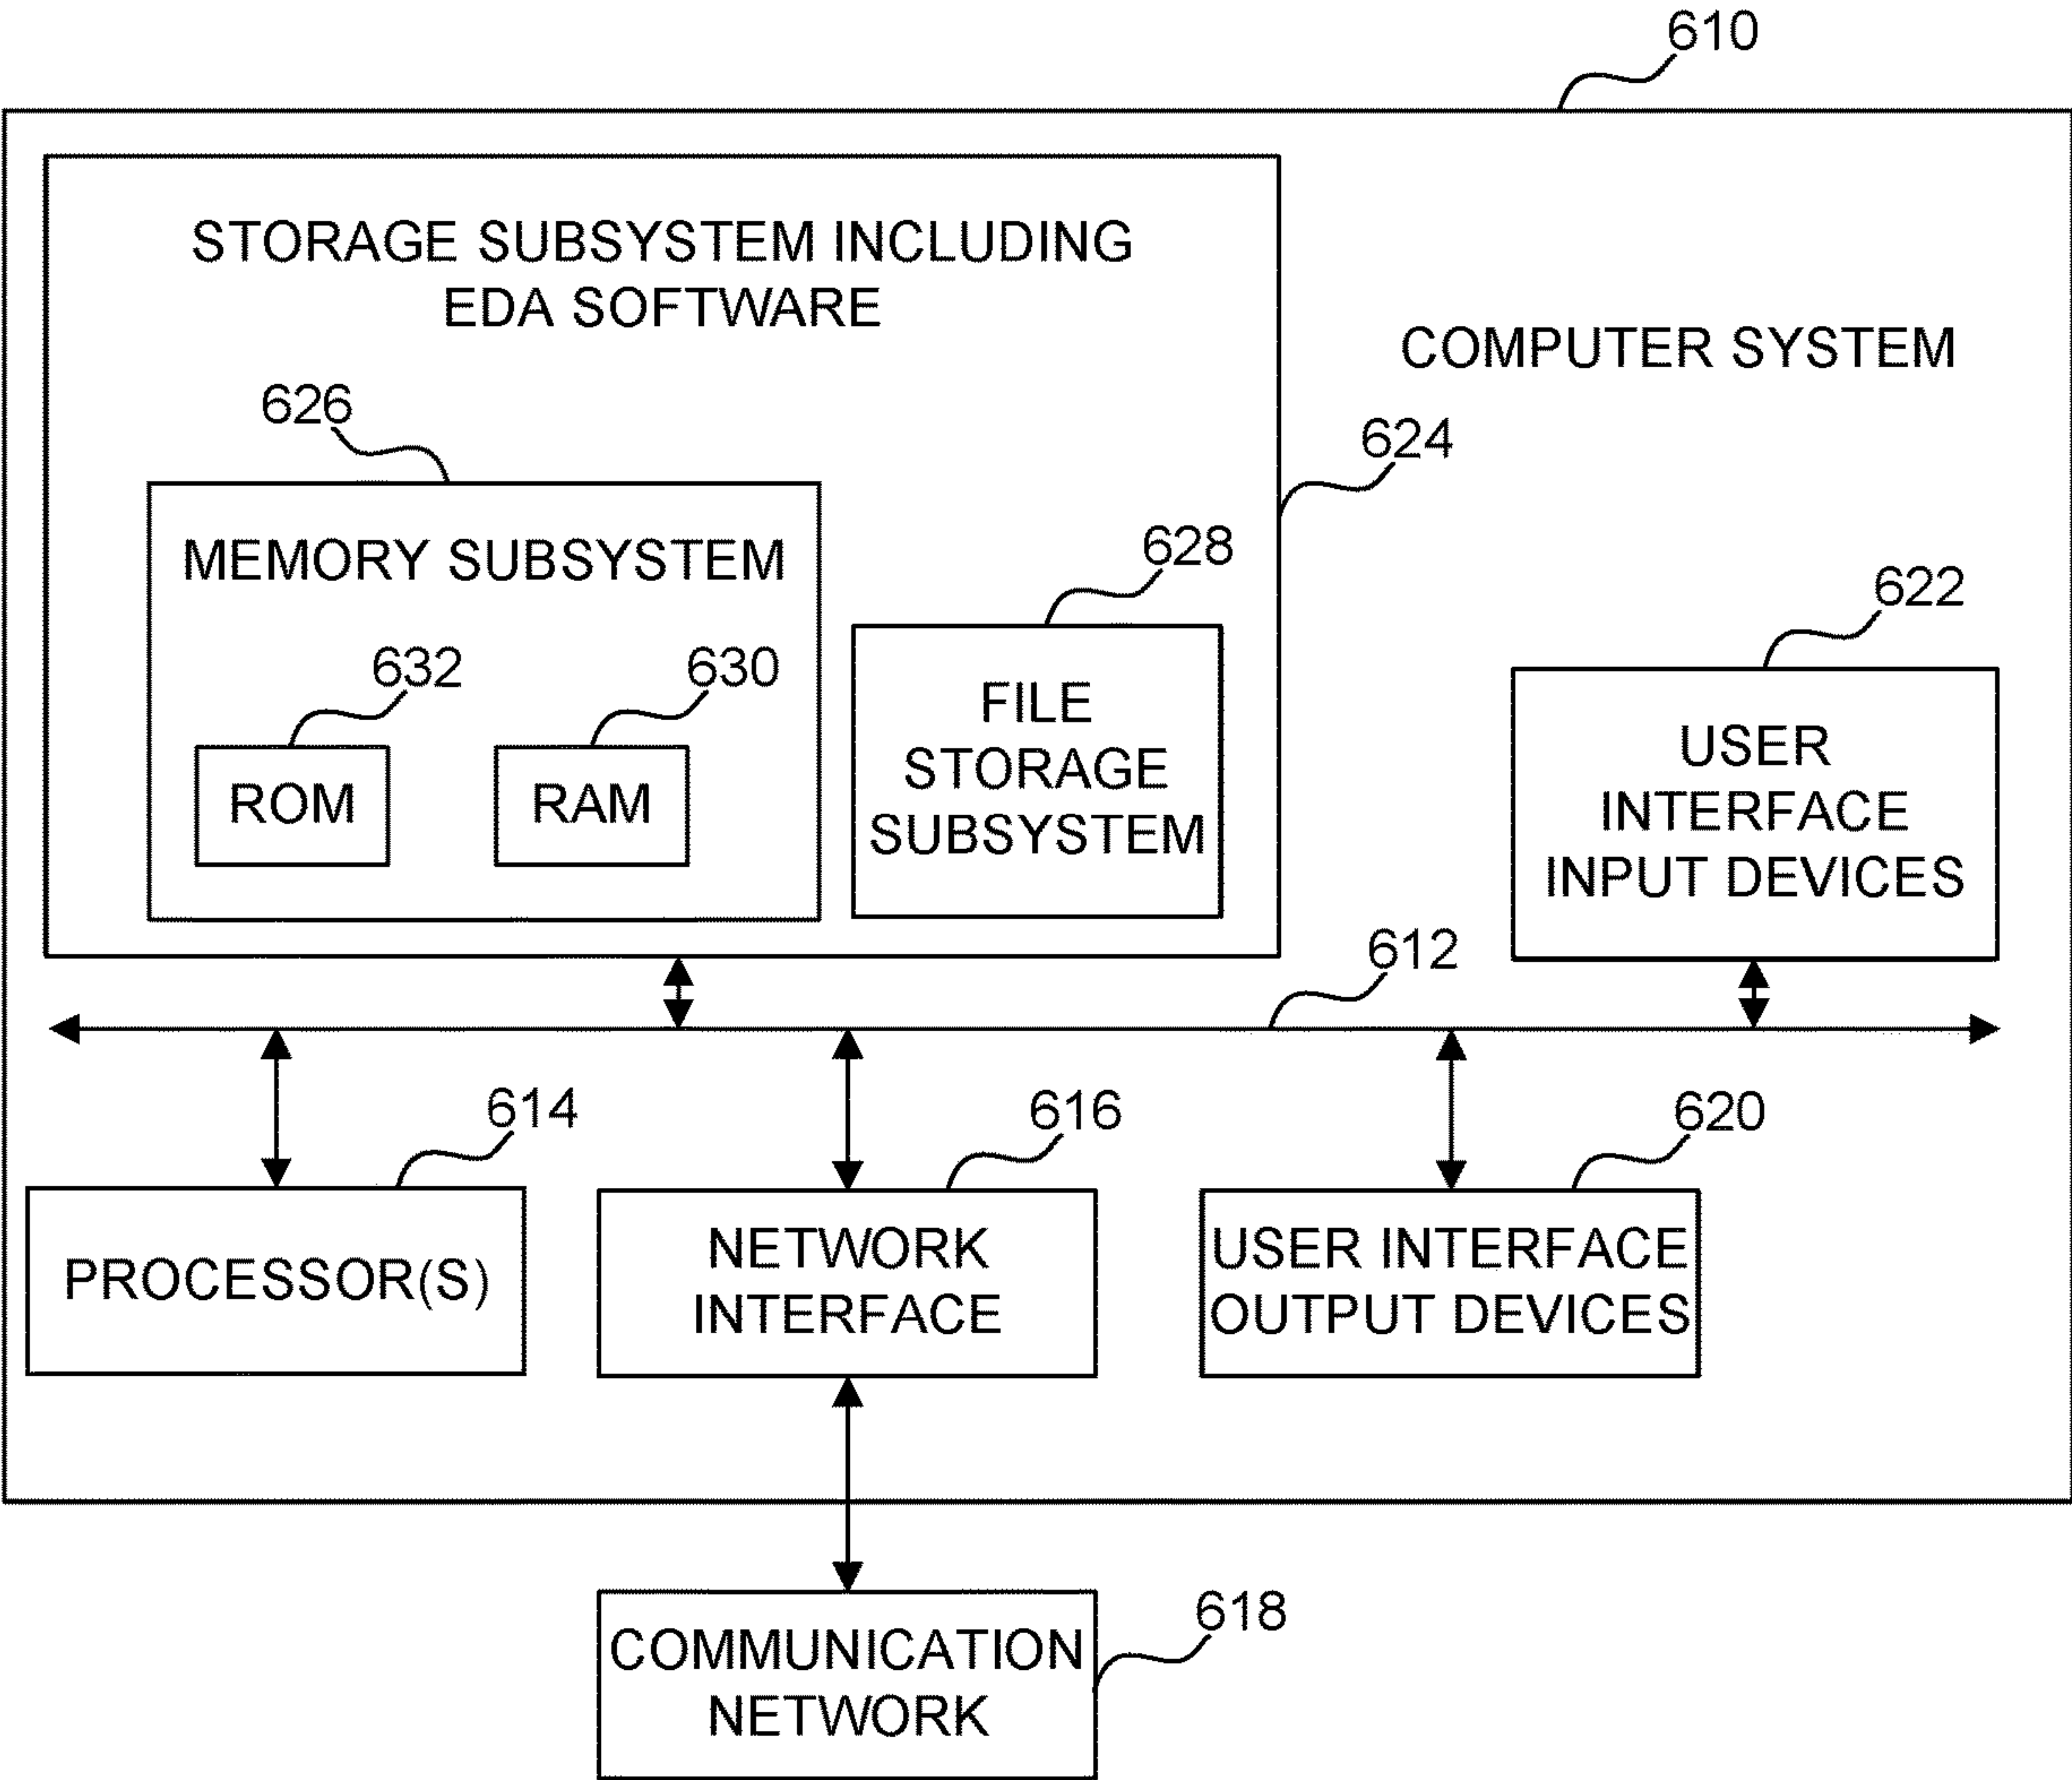 610
STORAGE SUBSYSTEM INCLUDING
EDA SOFTWARE
COMPUTER SYSTEM
626
624
MEMORY SUBSYSTEM
628
622
632
630
FILE
STORAGE
SUBSYSTEM
ROM
RAM
USER
INTERFACE
INPUT DEVICES
612
614
616
620
PROCESSOR(S)
NETWORK
INTERFACE
USER INTERFACE
OUTPUT DEVICES
618
COMMUNICATION
NETWORK